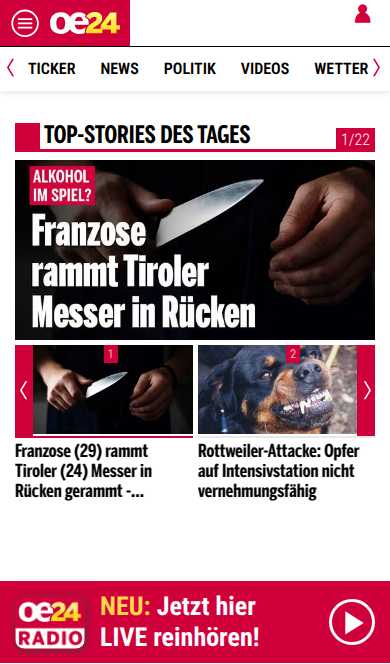 oe24
TICKER NEWS POLITIK VIDEOS WETTER
TOP-STORIES DES TAGES
1/22
ALKOHOL
IM SPIEL?
Franzose
rammt Tiroler
Messer in Rücken
1
2
Franzose (29) rammt
Tiroler (24) Messer in
Rücken gerammt -...
Rottweiler-Attacke: Opfer
auf Intensivstation nicht
vernehmungsfähig
oe24
RADIO
NEU: Jetzt hier
LIVE reinhören!